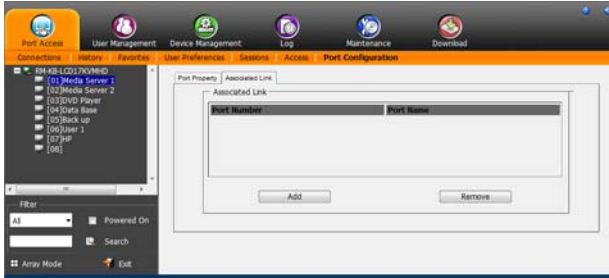 Port Access User Management Device Management Log Maintenance Download
Connections History Favorites User Preferences Sessions Access Port Configuration
RM-KB-LCD17KVMHD
[01]Media Server 1
[02]Media Server 2
[03]DVD Player
[04]Data Base
[05]Back up
[06]User 1
[07]HP
[08]
Port Property Associated Link
Associated Link
Port Number Port Name
Add Remove
Filter
All Powered On
Search
Array Mode Exit